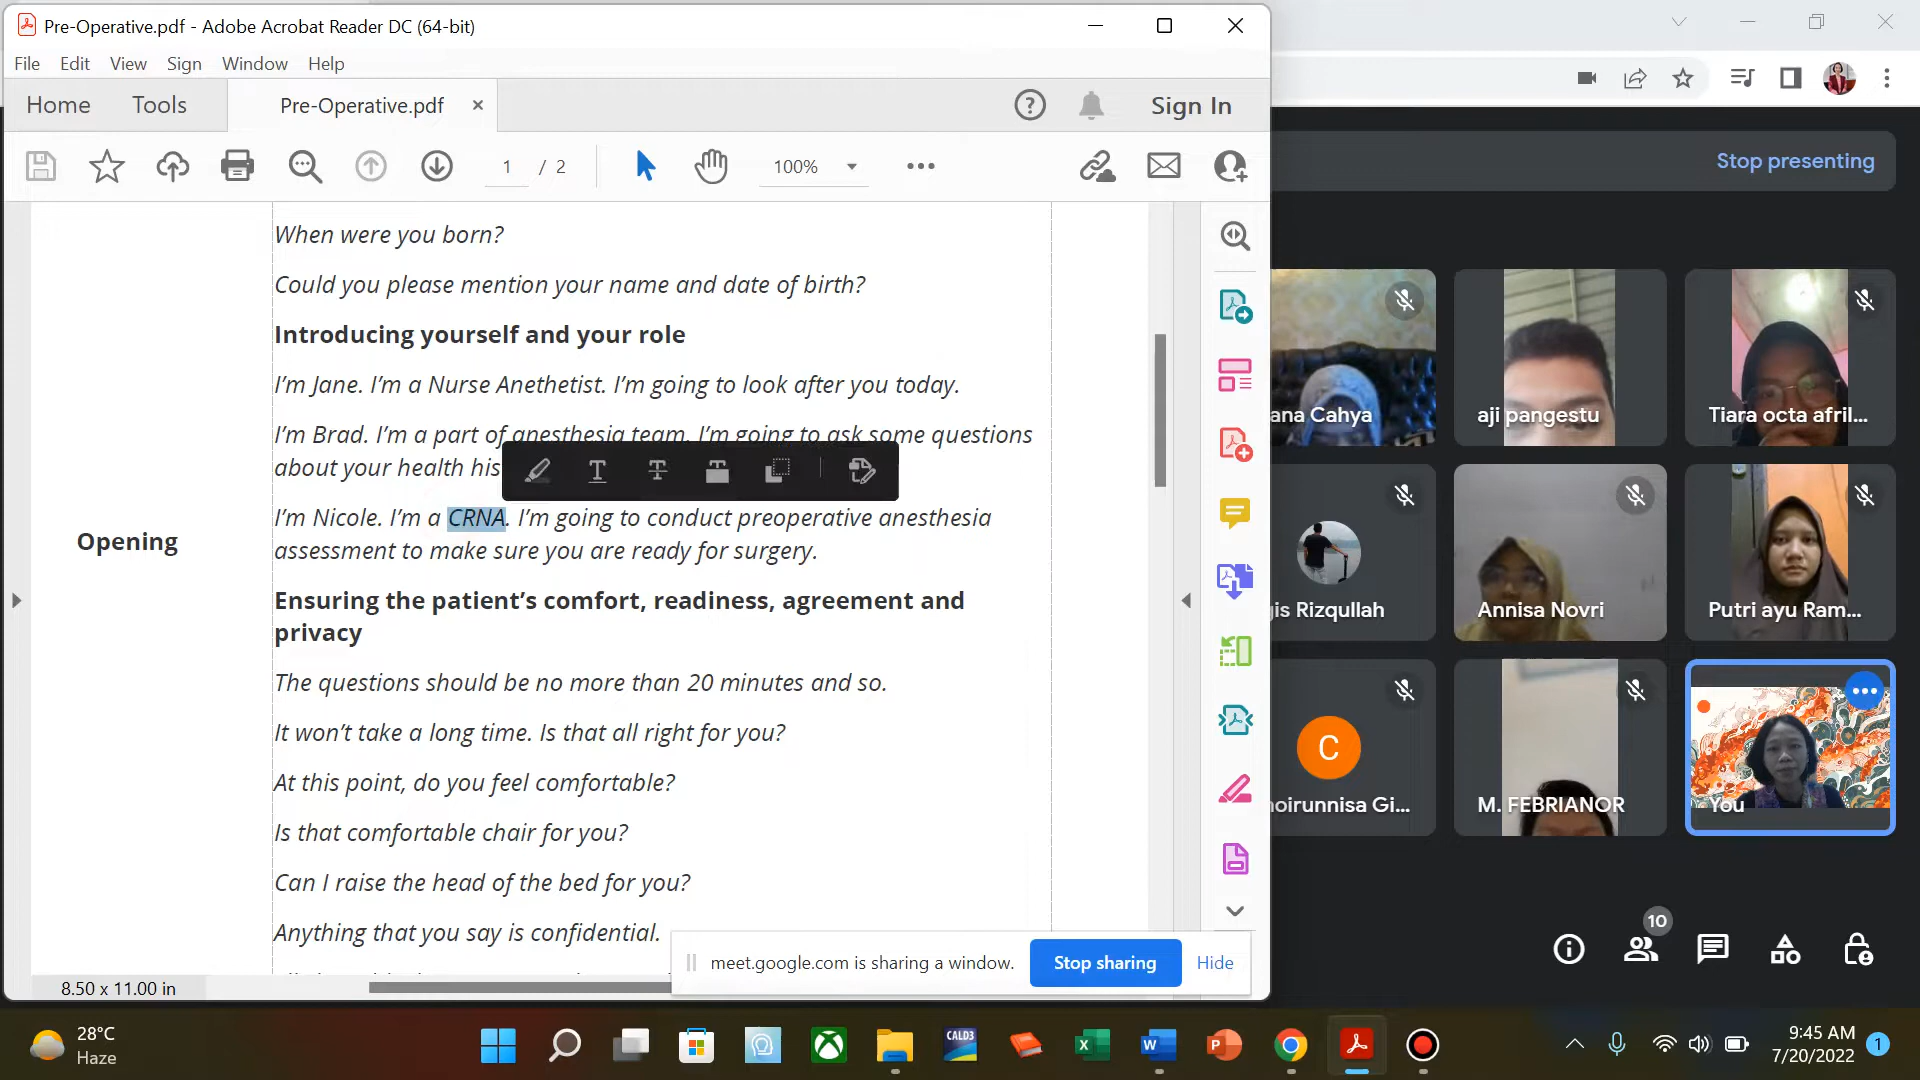 Pre-Operative.pdf - Adobe Acrobat Reader DC (64-bit)
File Edit View Window Help
Home Tools Pre-Operative.pdf × Sign In
1 / 2 100%
When were you born?
Could you please mention your name and date of birth?
Introducing yourself and your role
I'm Jane. I'm a Nurse Anethetist. I'm going to look after you today.
I'm Brad. I'm a part of anesthesia team. I'm going to ask some questions
about your health his
I'm Nicole. I'm a CRNA. I'm going to conduct preoperative anesthesia
assessment to make sure you are ready for surgery.
Opening
Ensuring the patient's comfort, readiness, agreement and
privacy
The questions should be no more than 20 minutes and so.
It won't take a long time. Is that all right for you?
At this point, do you feel comfortable?
Is that comfortable chair for you?
Can I raise the head of the bed for you?
Anything that you say is confidential.
8.50 x 11.00 in
meet.google.com is sharing a window. Stop sharing Hide
Stop presenting
ana Cahya
aji pangestu
Tiara octa afril...
gis Rizqullah
Annisa Novri
Putri ayu Ram...
C
oirunnisa Gi...
M. FEBRIANOR
You
10
28°C
Haze
CALD3
9:45 AM
7/20/2022
1